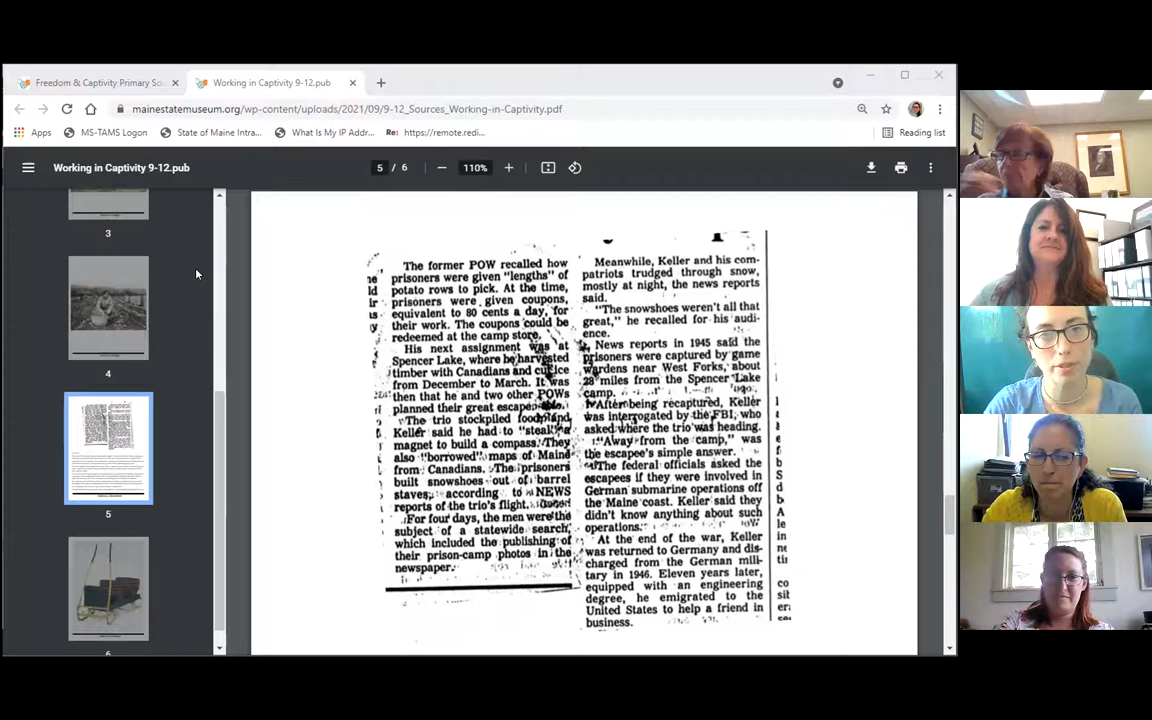 Freedom & Captivity Primary So
Working in Captivity 9-12.pub
mainestatemuseum.org/wp-content/uploads/2021/09/9-12_Sources_Working-in-Captivity.pdf
Apps
MS-TAMS Logon
State of Maine Intra...
What Is My IP Addr...
Re: https://remote.redi...
Reading list
Working in Captivity 9-12.pub
5 / 6
110%
3
4
5
The former POW recalled how
prisoners were given "lengths" of
potato rows to pick. At the time,
prisoners were given coupons,
equivalent to 80 cents a day, for
their work. The coupons could be
redeemed at the camp store.
His next assignment was at
Spencer Lake, where he harvested
timber with Canadians and cut ice
from December to March. It was
then that he and two other POWs
planned their great escape.
The trio stockpiled food and
Keller said he had to "steal" a
magnet to build a compass. They
also "borrowed" maps of Maine
from Canadians. The prisoners
built snowshoes out of barrel
staves, according to NEWS
reports of the trio's flight.
For four days, the men were the
subject of a statewide search,
which included the publishing of
their prison-camp photos in the
newspaper.
Meanwhile, Keller and his com-
patriots trudged through snow,
mostly at night, the news reports
said.
"The snowshoes weren't all that
great," he recalled for his audi-
ence.
News reports in 1945 said the
prisoners were captured by game
wardens near West Forks, about
28 miles from the Spencer Lake
camp.
After being recaptured, Keller
was interrogated by the FBI, who
asked where the trio was heading.
"Away from the camp," was
the escapee's simple answer.
The federal officials asked the
escapees if they were involved in
German submarine operations off
the Maine coast. Keller said they
didn't know anything about such
operations.
At the end of the war, Keller
was returned to Germany and dis-
charged from the German mili-
tary in 1946. Eleven years later,
equipped with an engineering
degree, he emigrated to the
United States to help a friend in
business.